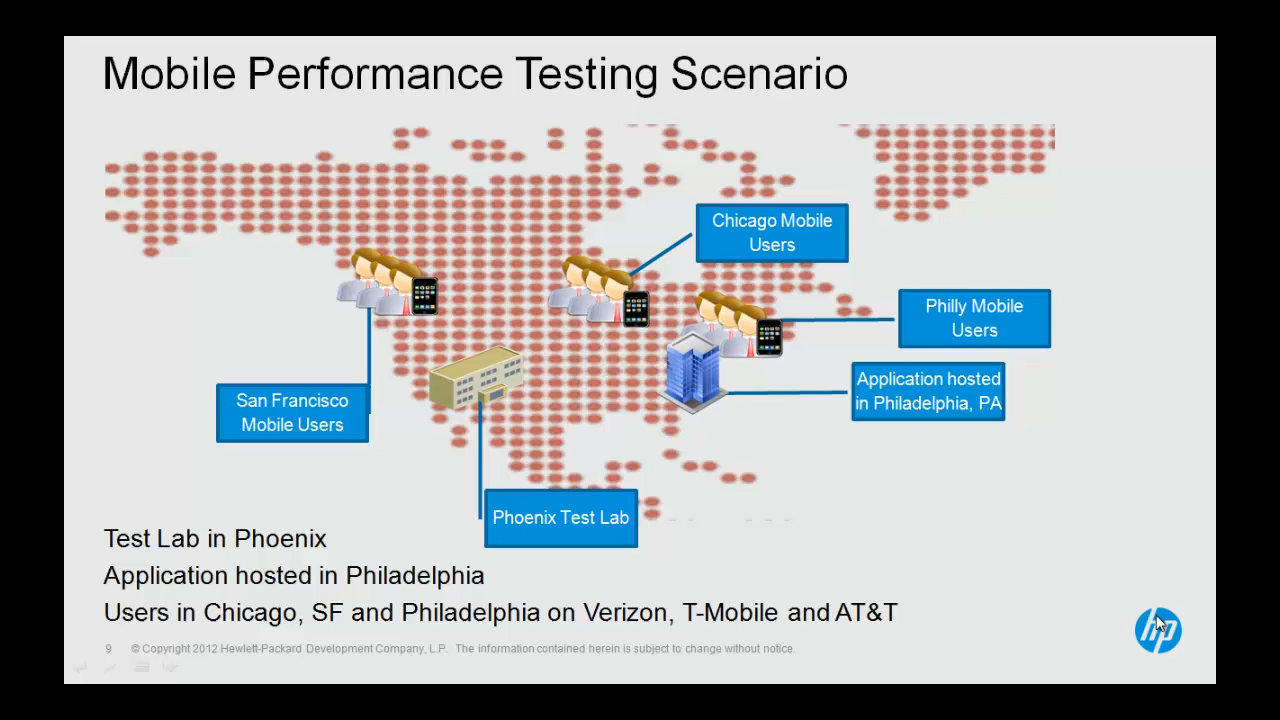 Mobile Performance Testing Scenario
Chicago Mobile
Users
Philly Mobile
Users
Application hosted
in Philadelphia, PA
San Francisco
Mobile Users
Phoenix Test Lab
Test Lab in Phoenix
Application hosted in Philadelphia
Users in Chicago, SF and Philadelphia on Verizon, T-Mobile and AT&T
9 © Copyright 2012 Hewlett-Packard Development Company, L.P. The information contained herein is subject to change without notice.
hp